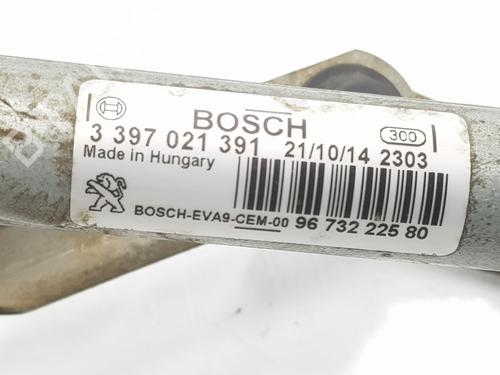 BOSCH
300
3 397 021 391 21/10/14 2303
Made in Hungary
BOSCH-EVA9-CEM-00 96 732 225 80